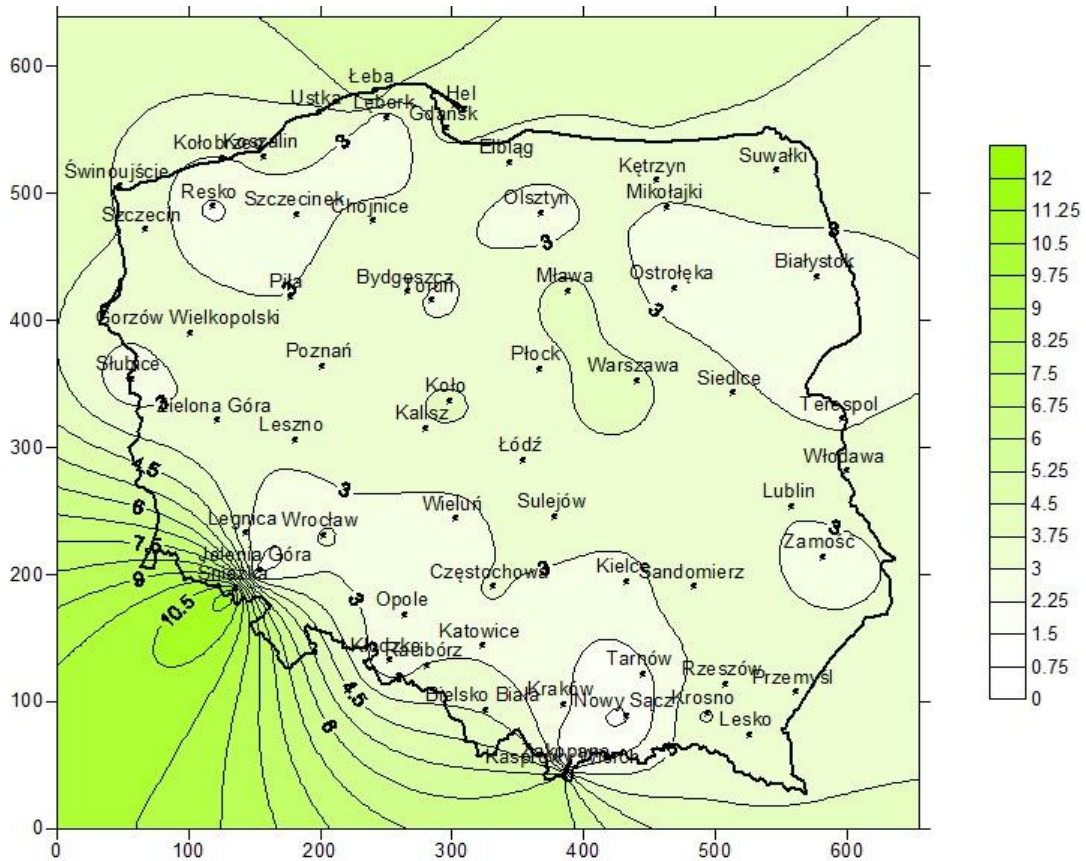 600
500
400
300
200
100
0
0
100
200
300
400
500
600
Łeba
Hel
Ustka
Lębork
Gdańsk
Kołobrzeg Koszalin
3
Elbląg
Suwałki
Kętrzyn
Świnoujście
Mikołajki
Resko
Szczecinek
Chojnice
Olsztyn
Szczecin
3
3
Białystok
Piła
Bydgoszcz
Toruń
Mława
Ostrołęka
3
Gorzów Wielkopolski
Poznań
Płock
Warszawa
Słubice
Siedlce
3
Koło
Zielona Góra
Kalisz
Terespol
Leszno
Łódź
4.5
Włodawa
3
Lublin
6
Wieluń
Sulejów
Legnica
Wrocław
3
7.5
Zamość
Jelenia Góra
3
Kielce
9
Śnieżka
Częstochowa
Sandomierz
10.5
3
Opole
Katowice
Kłodzko
Racibórz
Tarnów
Rzeszów
Przemyśl
4.5
Bielsko Biała
Kraków
Nowy Sącz
Krosno
Lesko
6
Zakopane
Kasprowy Wierch
3
12
11.25
10.5
9.75
9
8.25
7.5
6.75
6
5.25
4.5
3.75
3
2.25
1.5
0.75
0